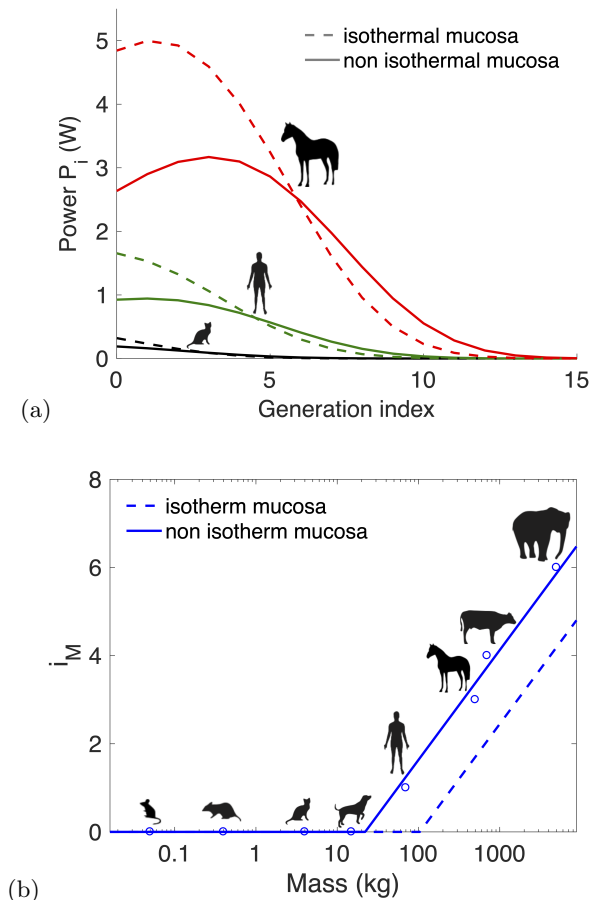 5
4
3
2
1
0
Power P_i (W)
isothermal mucosa
non isothermal mucosa
0
5
10
15
Generation index
(a)
8
6
4
2
0
i_M
isotherm mucosa
non isotherm mucosa
0.1
1
10
100
1000
Mass (kg)
(b)